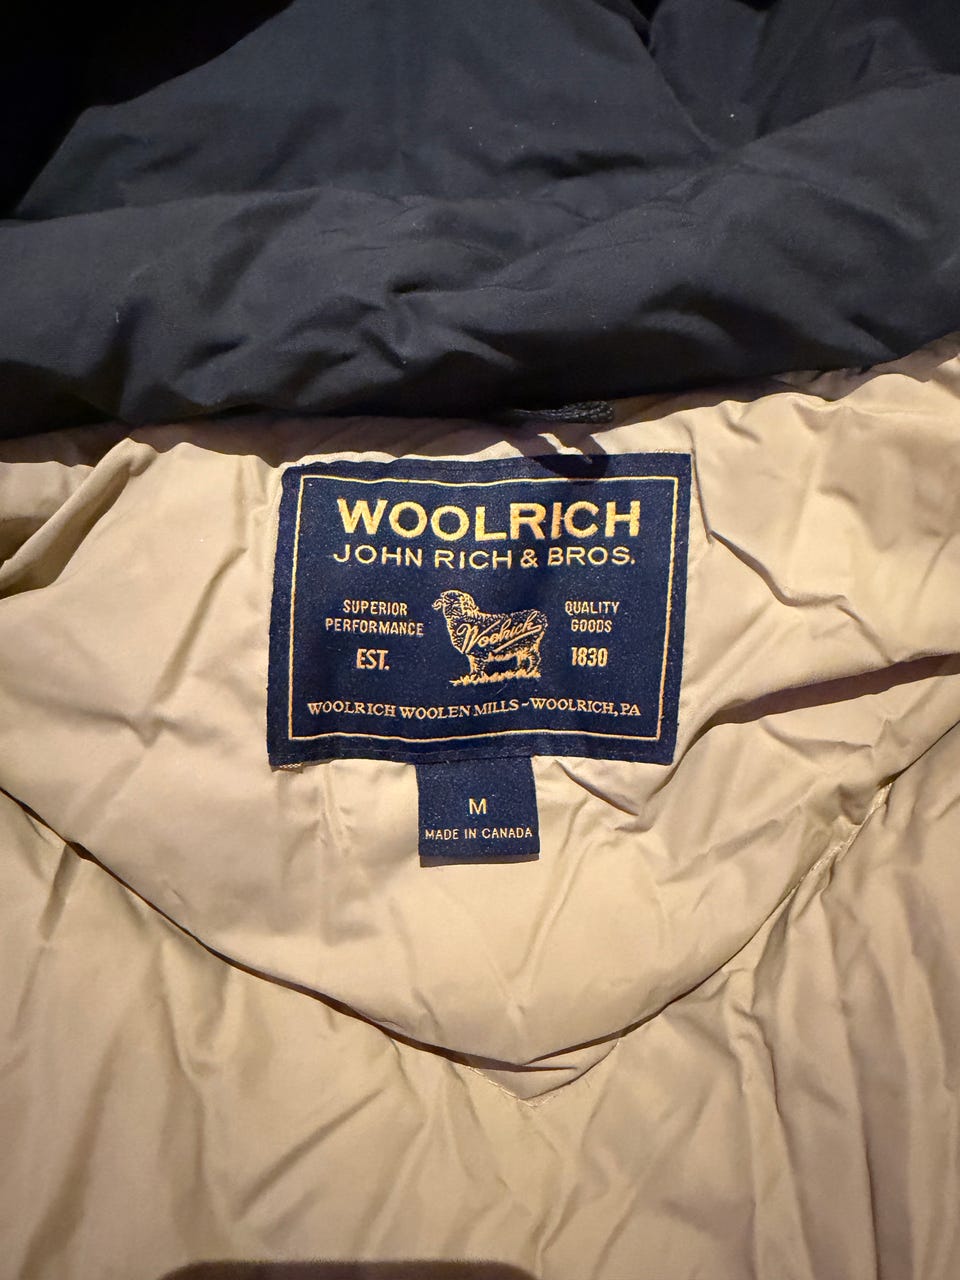 WOOLRICH
JOHN RICH & BROS.
SUPERIOR
PERFORMANCE
EST.
Woolrich
QUALITY
GOODS
1830
WOOLRICH WOOLEN MILLS-WOOLRICH, PA
M
MADE IN CANADA